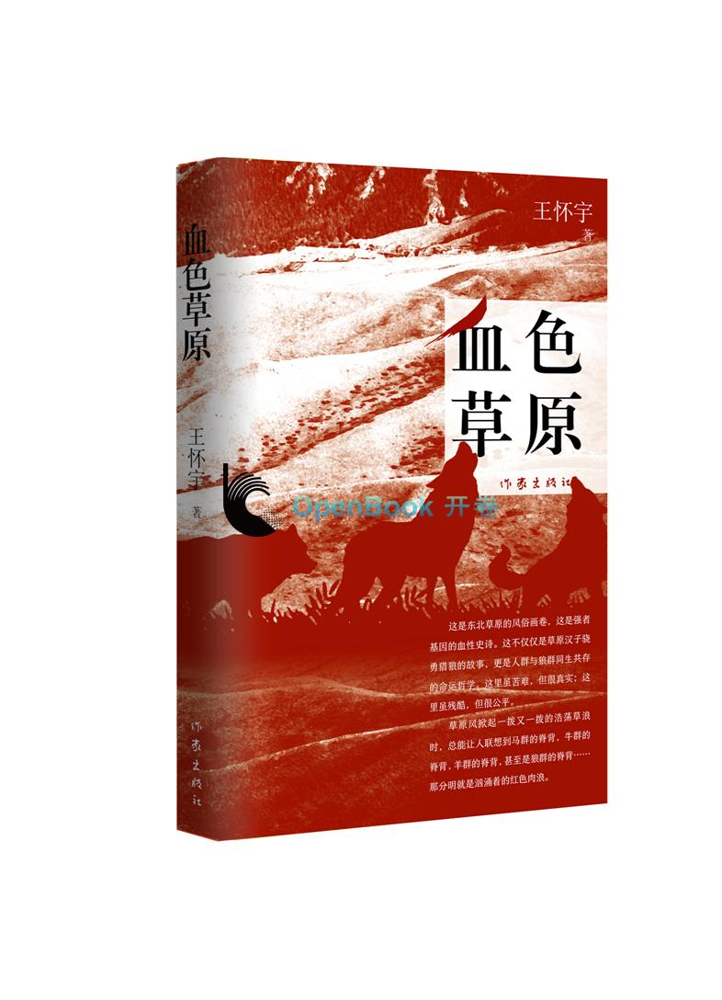 血色草原
王怀宇
著
作家出版社
王怀宇
著
血色
草原
作家出版社
OpenBook 开卷
这是东北草原的风俗画卷，这是强者
基因的血性史诗。这不仅仅是草原汉子骁
勇猎狼的故事，更是人群与狼群同生共存
的命运哲学。这里虽苦难，但很真实；这
里虽残酷，但很公平。
草原风掀起一拨又一拨的浩荡草浪
时，总能让人联想到马群的脊背，牛群的
脊背，羊群的脊背，甚至是狼群的脊背……
那分明就是汹涌着的红色肉浪。